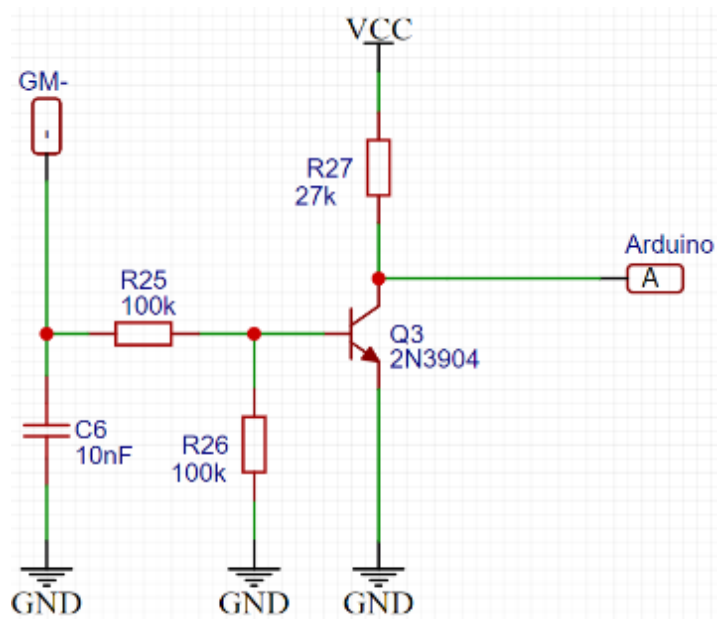 VCC
GM-
-
R27
27k
Arduino
A
R25
100k
Q3
2N3904
C6
10nF
R26
100k
GND
GND
GND